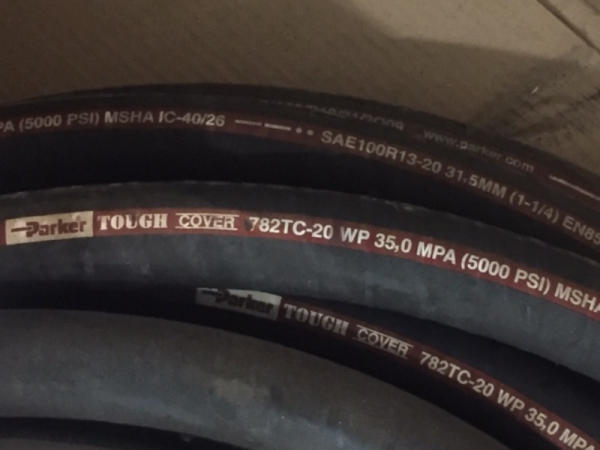 PA (5000 PSI) MSHA IC-40/26 SAE100R13-20 31.5MM (1-1/4)
www.parker.com
Parker TOUGH COVER 782TC-20 WP 35,0 MPA (5000 PSI) MSHA
Parker TOUGH COVER 782TC-20 WP 35,0 MPA